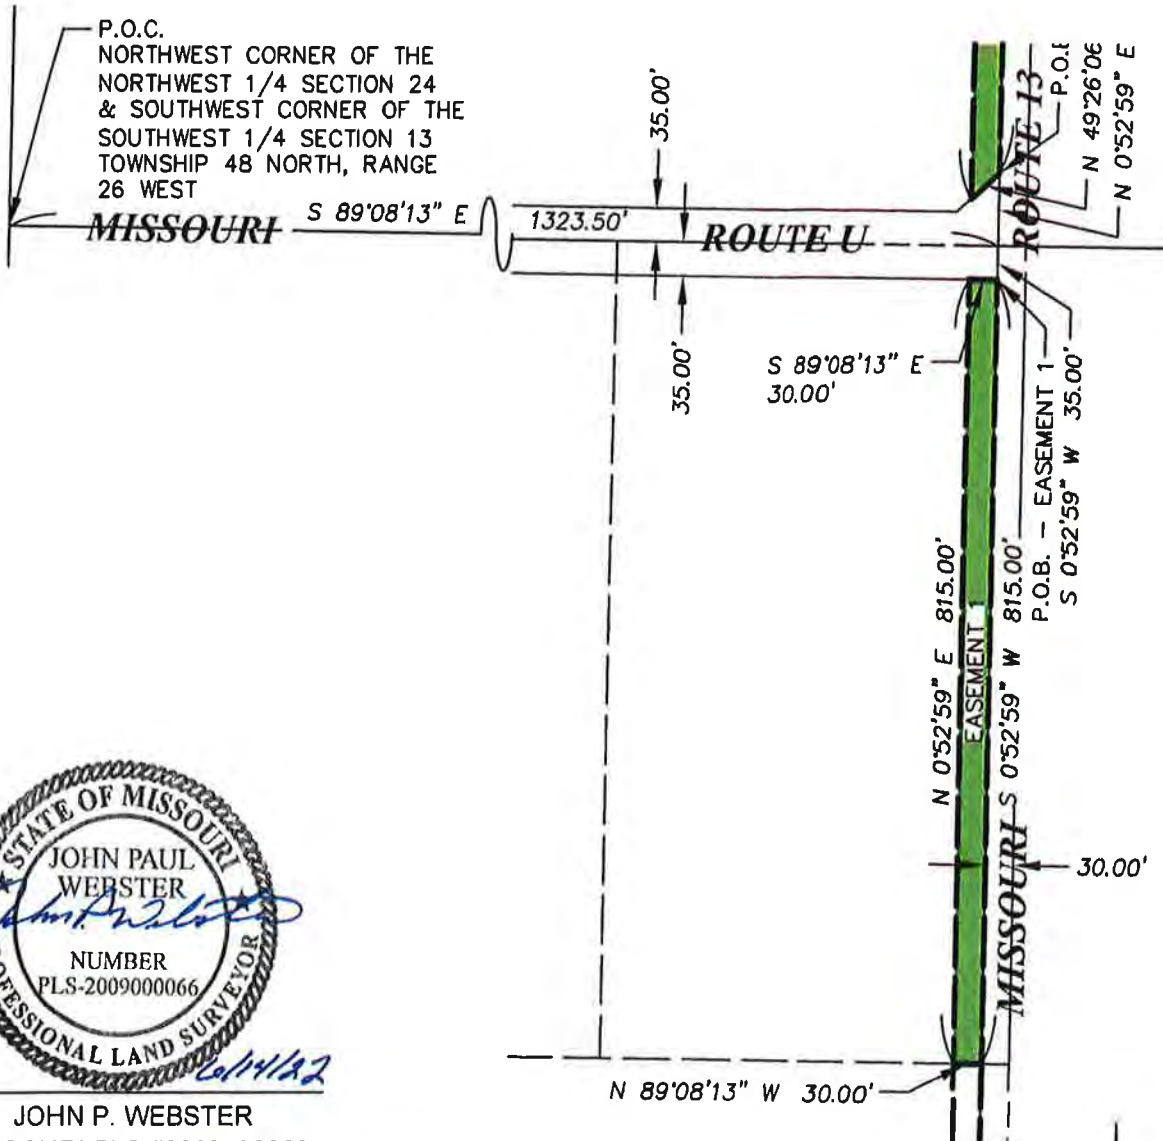 P.O.C.
NORTHWEST CORNER OF THE
NORTHWEST 1/4 SECTION 24
& SOUTHWEST CORNER OF THE
SOUTHWEST 1/4 SECTION 13
TOWNSHIP 48 NORTH, RANGE
26 WEST
MISSOURI
S 89°08'13" E
1323.50'
ROUTE U
35.00'
35.00'
ROUTE 13
N 49°26'06
N 0°52'59" E
S 89°08'13" E
30.00'
P.O.B. - EASEMENT 1
S 0°52'59" W 35.00'
N 0°52'59" E 815.00'
EASEMENT 1
S 0°52'59" W 815.00'
MISSOURI
30.00'
N 89°08'13" W 30.00'
STATE OF MISSOURI
JOHN PAUL
WEBSTER
John P. Webster
NUMBER
PLS-2009000066
PROFESSIONAL LAND SURVEYOR
6/14/22
JOHN P. WEBSTER